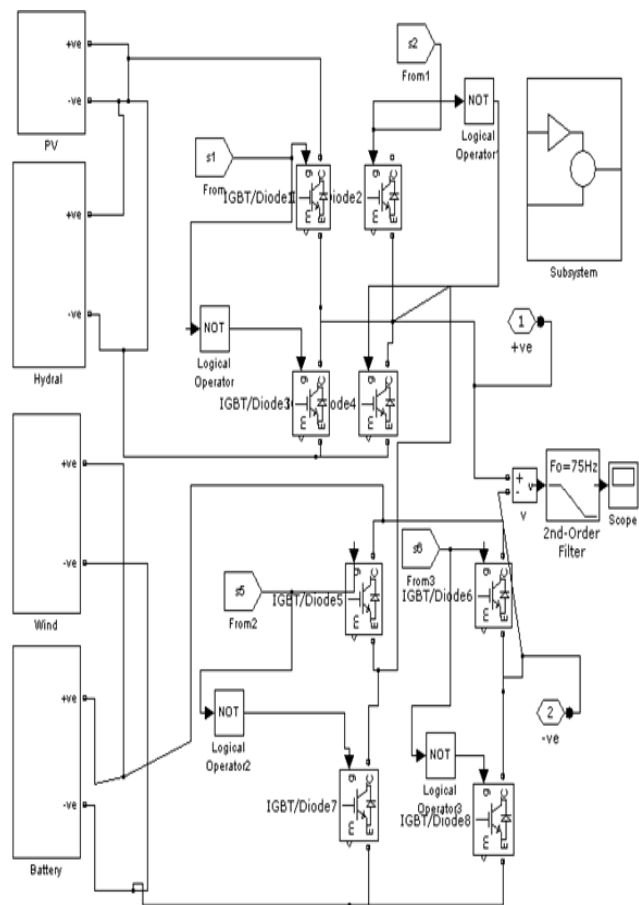 +ve
-ve
PV
+ve
-ve
Hydral
+ve
-ve
Wind
+ve
-ve
Battery
s1
From
s2
From1
NOT
Logical
Operator1
g
C
m
E
IGBT/Diode1
g
C
m
E
iode2
Subsystem
NOT
Logical
Operator
g
C
m
E
IGBT/Diode3
g
C
m
E
ode4
1
+ve
+
-
v
v
Fo=75Hz
2nd-Order
Filter
Scope
s5
From2
g
C
m
E
IGBT/Diode5
s6
From3
g
C
m
E
IGBT/Diode6
NOT
Logical
Operator2
g
C
m
E
IGBT/Diode7
NOT
Logical
Operator3
g
C
m
E
IGBT/Diode8
2
-ve